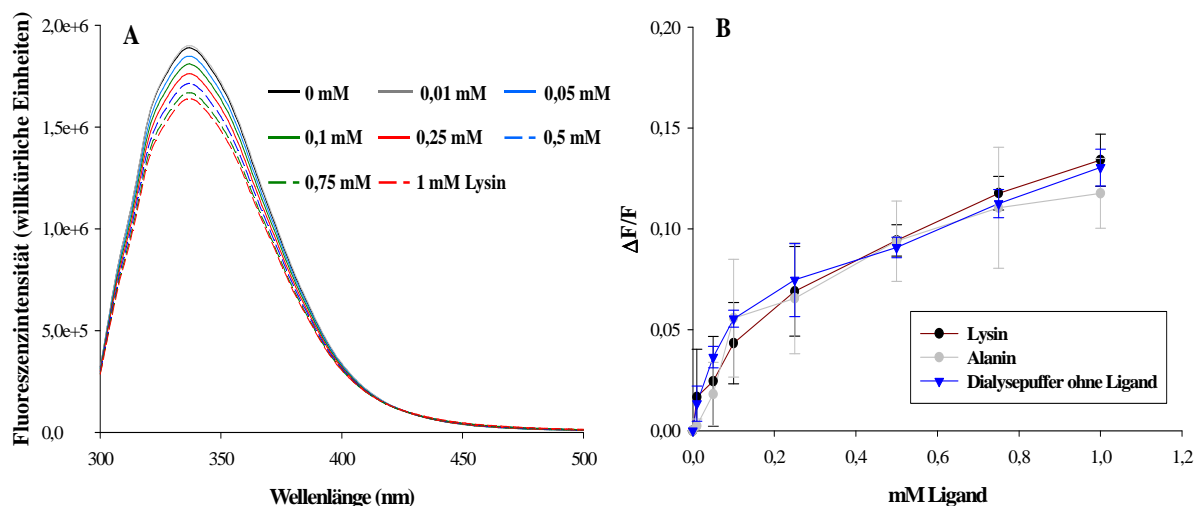 A
Fluoreszenzintensität (willkürliche Einheiten)
2,0e+6
1,5e+6
1,0e+6
5,0e+5
0,0
300
350
400
450
500
Wellenlänge (nm)
0 mM
0,01 mM
0,05 mM
0,1 mM
0,25 mM
0,5 mM
0,75 mM
1 mM Lysin
B
ΔF/F
0,20
0,15
0,10
0,05
0,00
0,0
0,2
0,4
0,6
0,8
1,0
1,2
mM Ligand
Lysin
Alanin
Dialysepuffer ohne Ligand